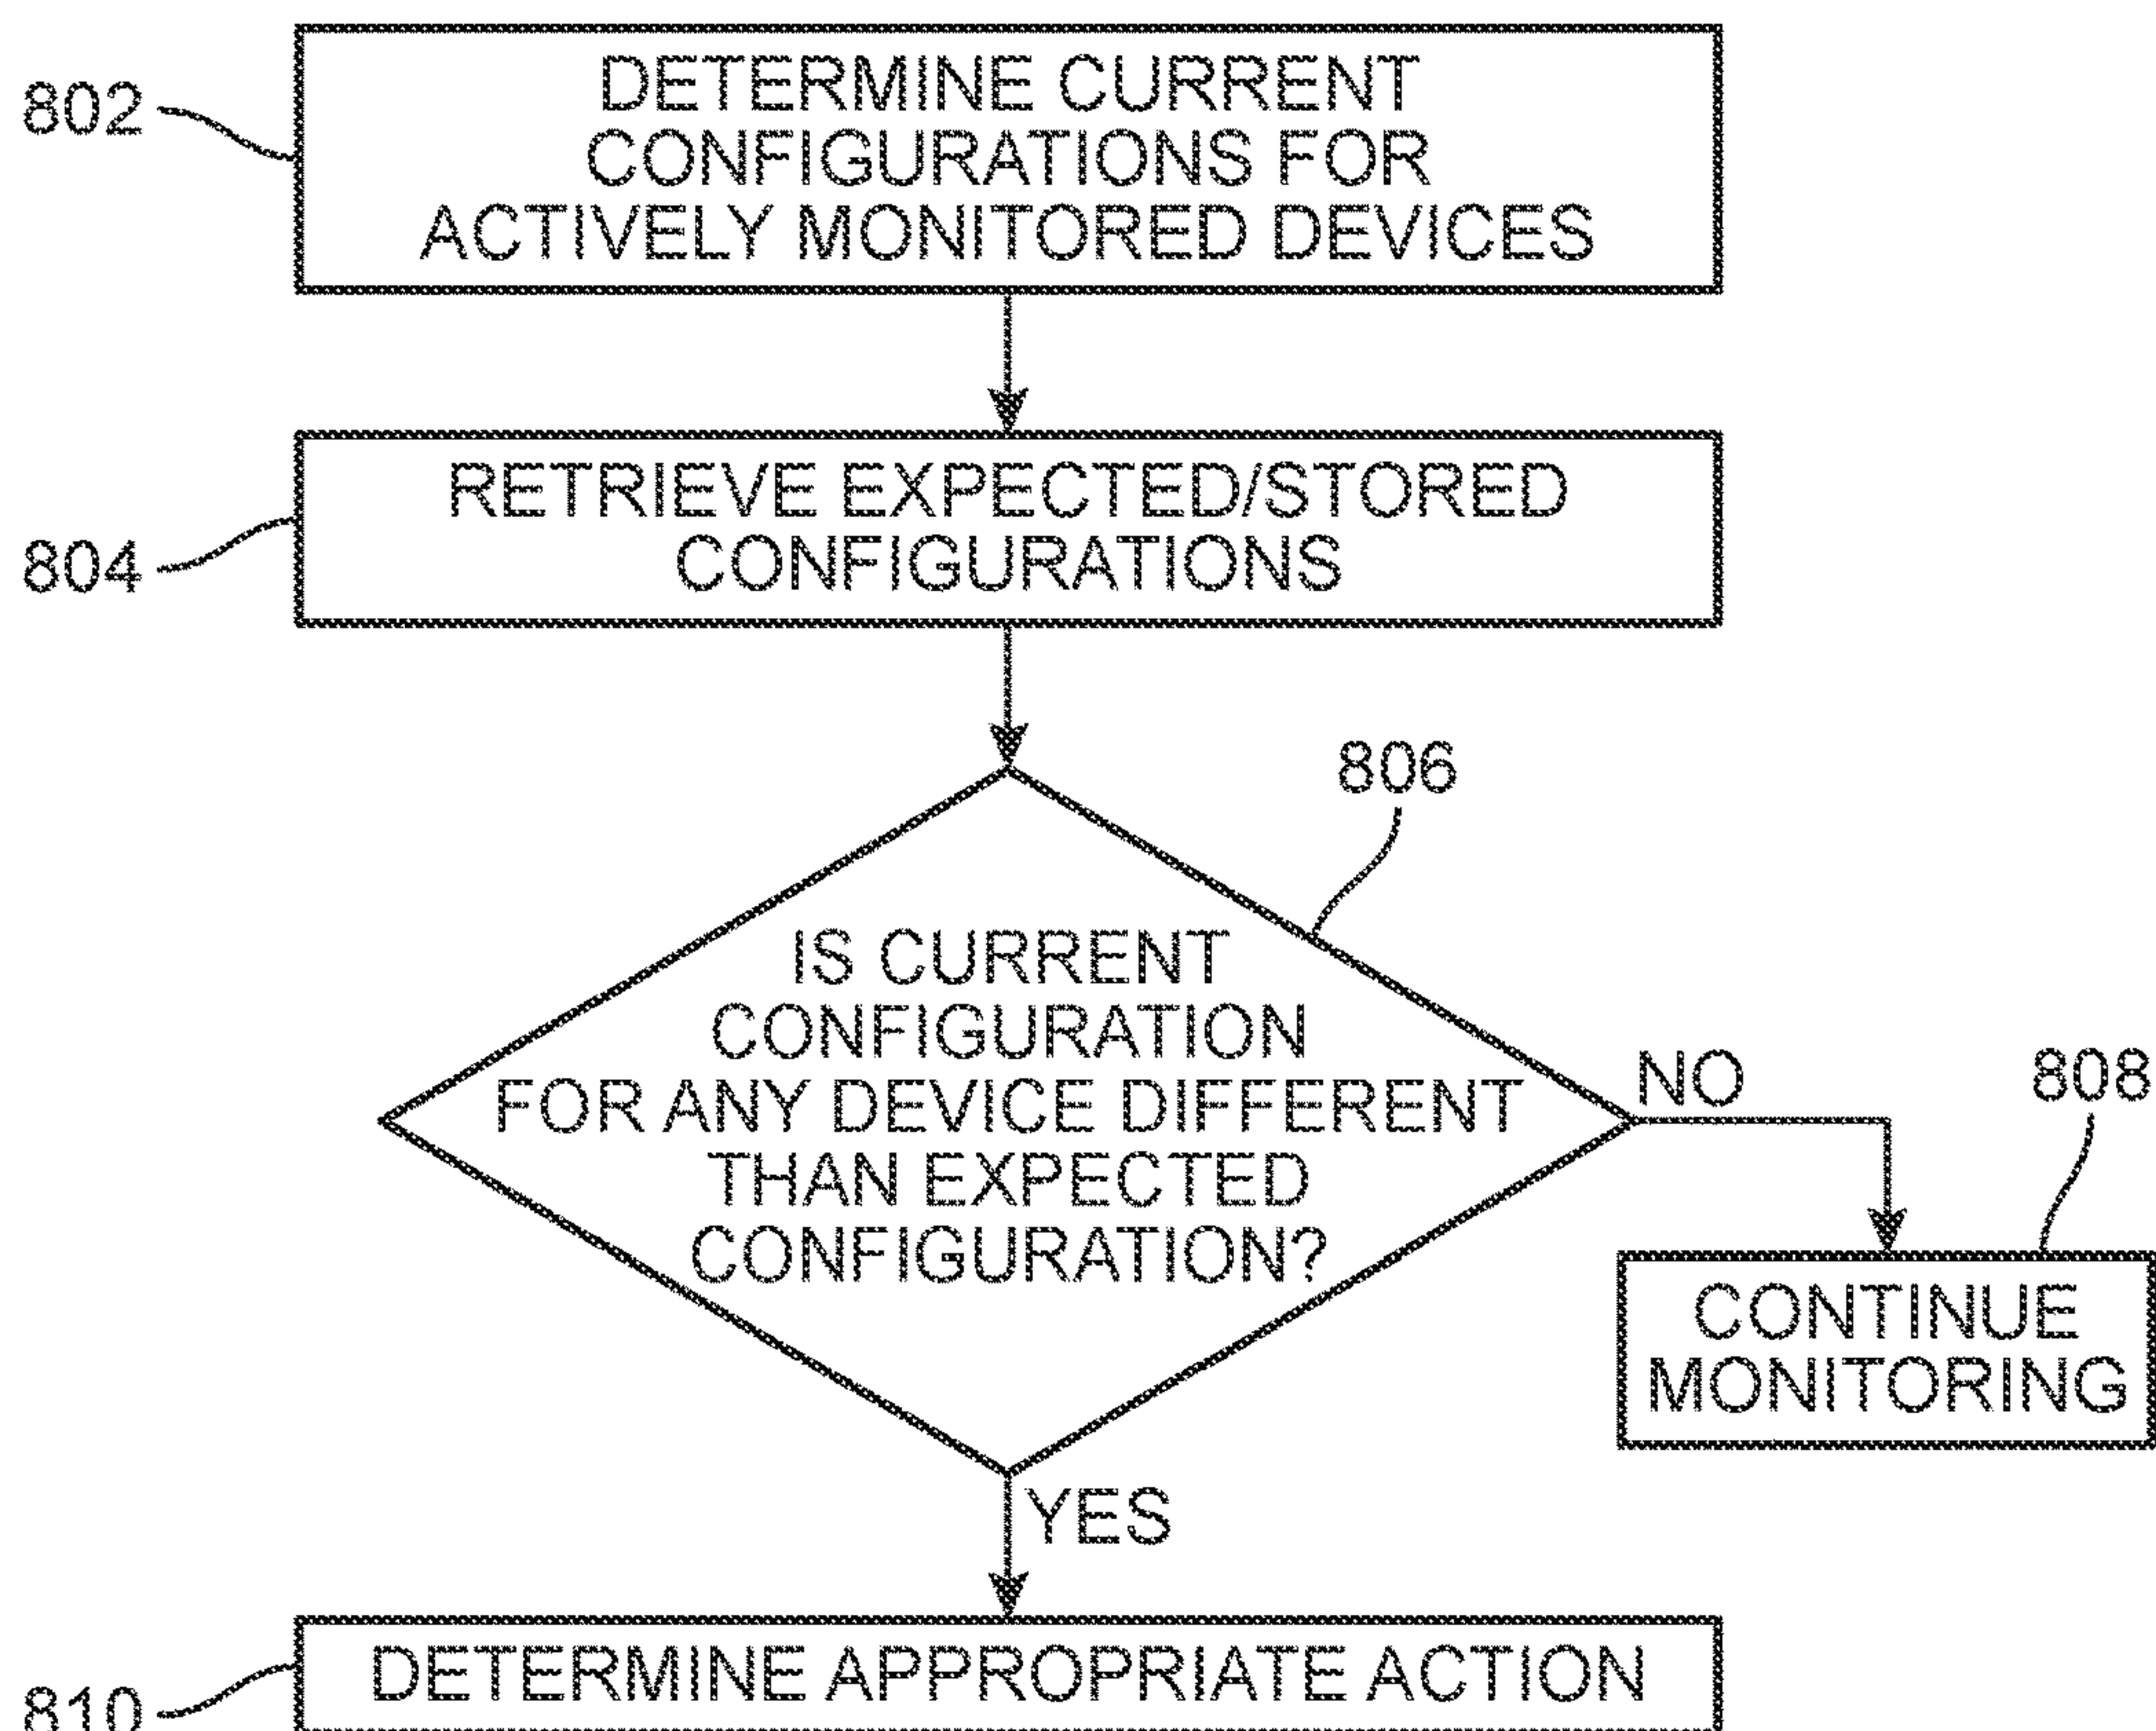 802
DETERMINE CURRENT
CONFIGURATIONS FOR
ACTIVELY MONITORED DEVICES
804
RETRIEVE EXPECTED/STORED
CONFIGURATIONS
806
IS CURRENT
CONFIGURATION
FOR ANY DEVICE DIFFERENT
THAN EXPECTED
CONFIGURATION?
NO
808
CONTINUE
MONITORING
YES
810
DETERMINE APPROPRIATE ACTION